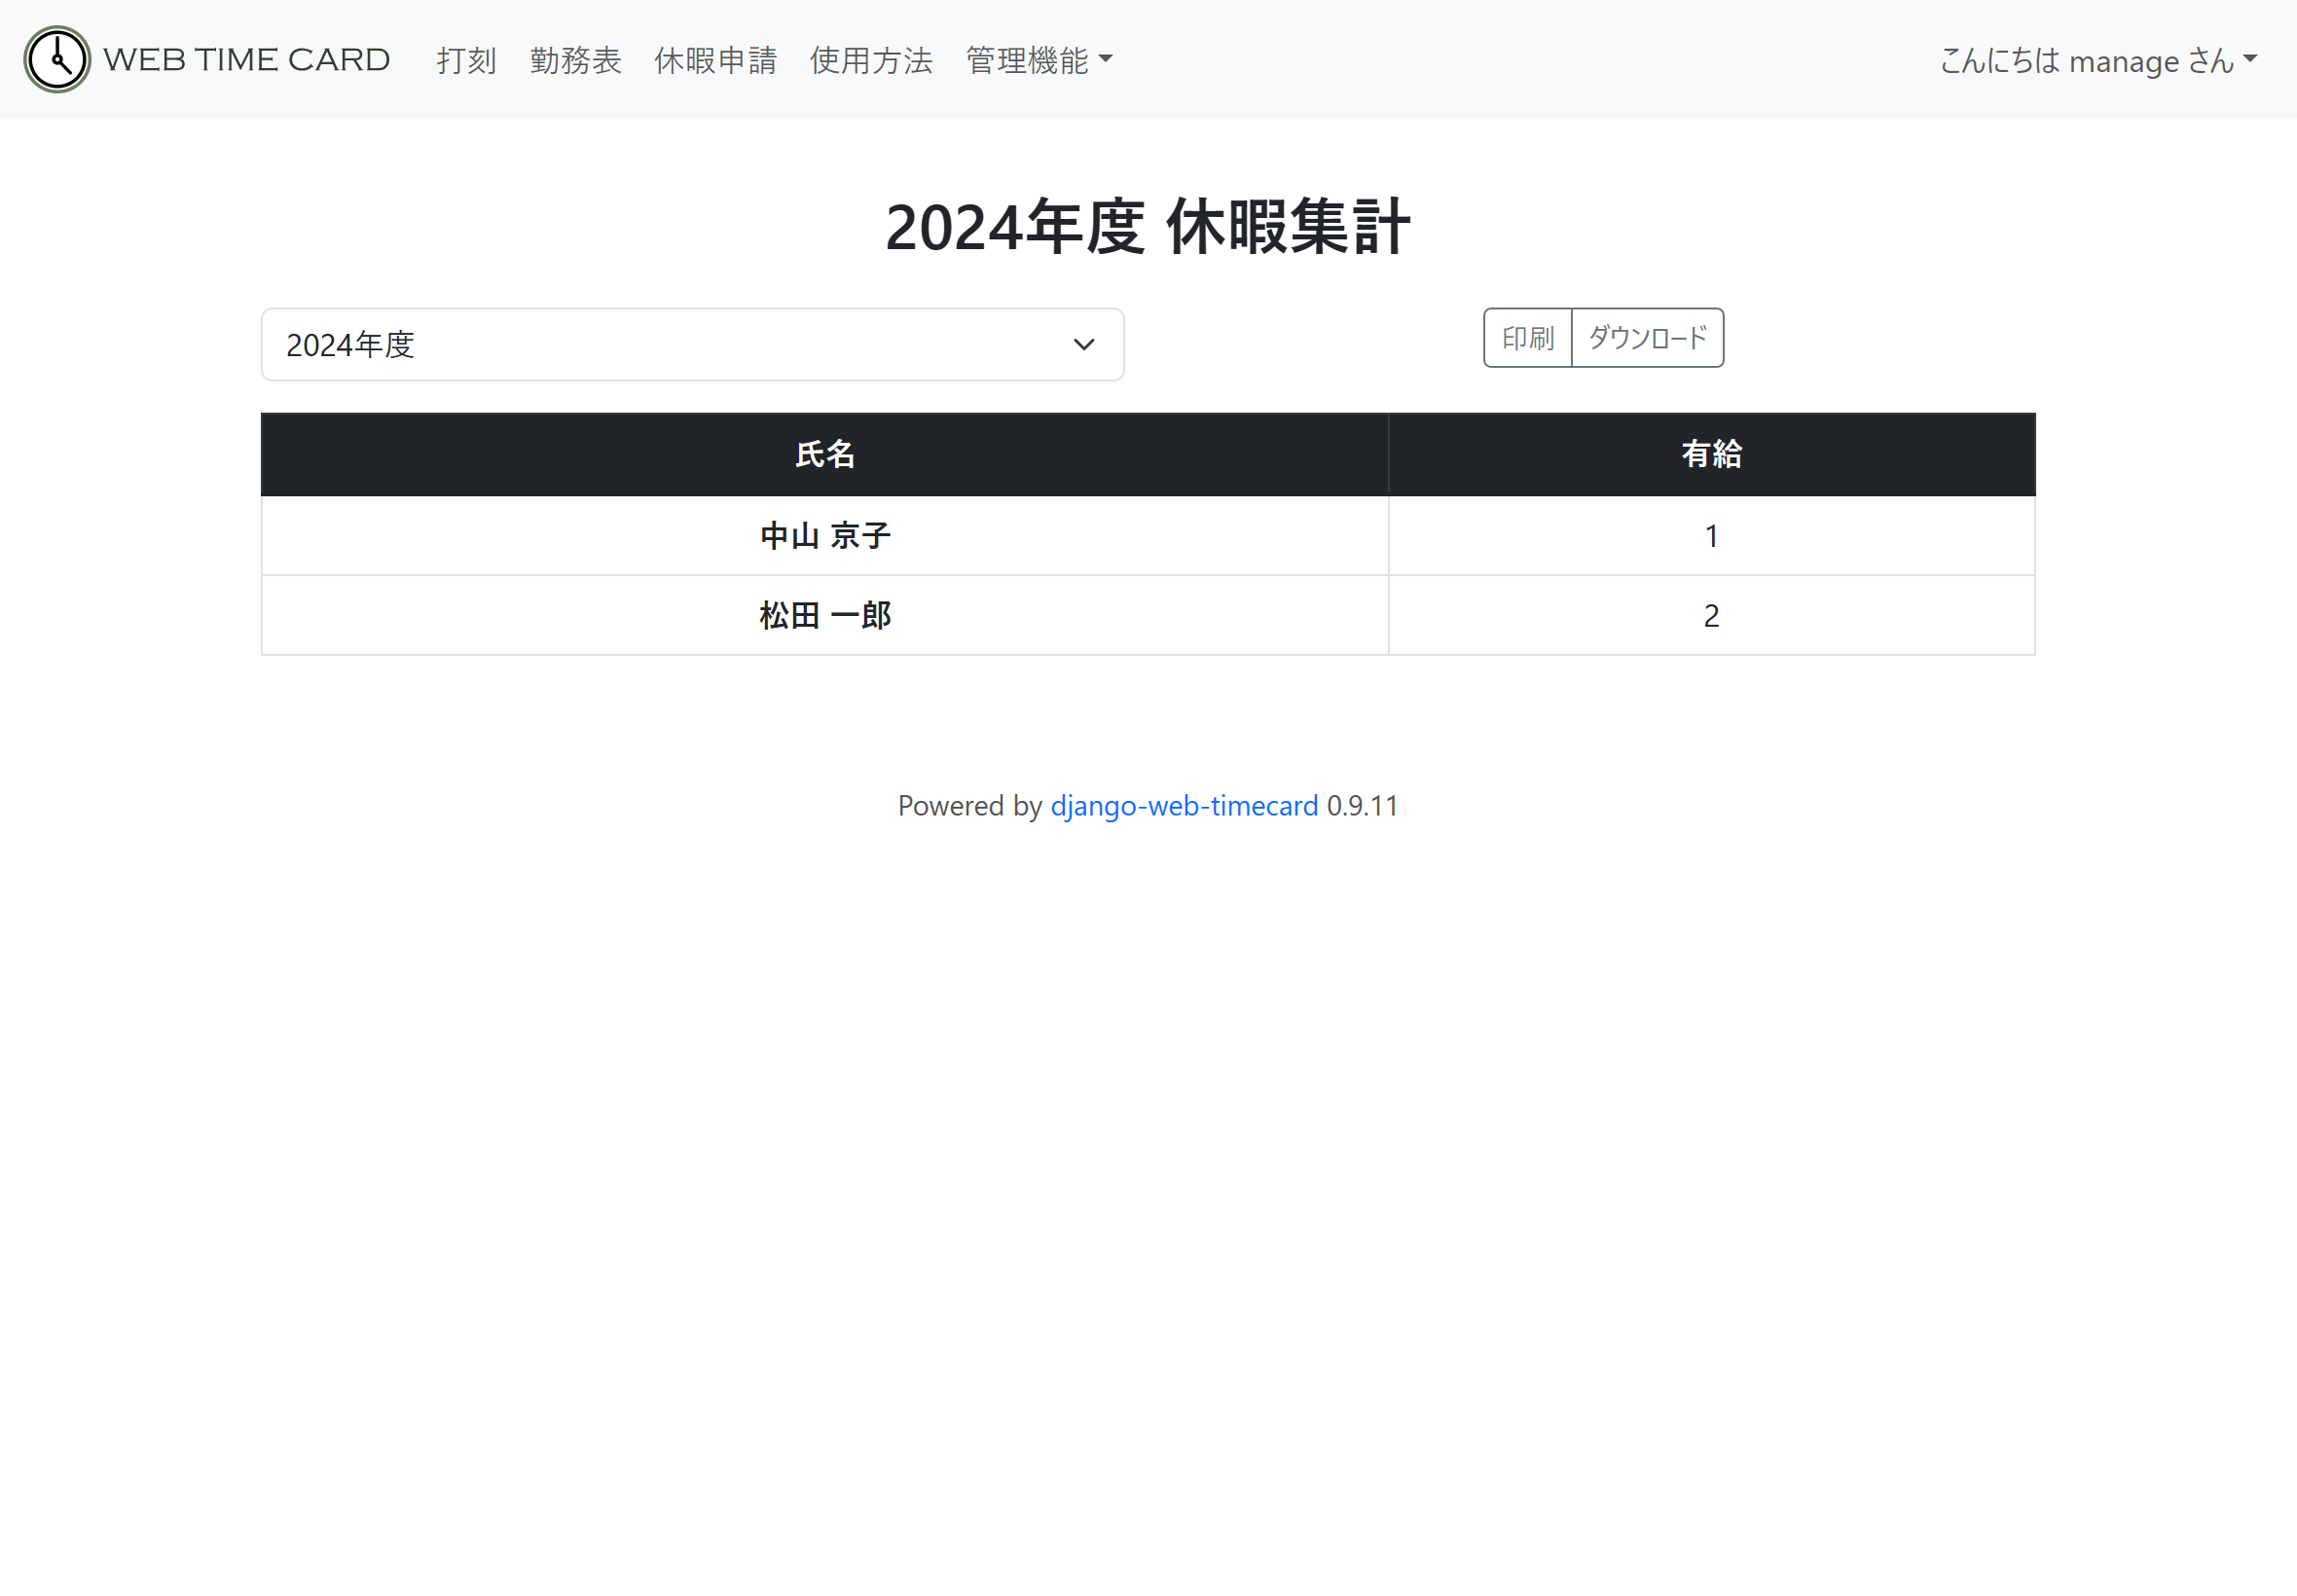 WEB TIME CARD 打刻 勤務表 休暇申請 使用方法 管理機能 こんにちは manage さん
2024年度 休暇集計
2024年度 印刷 ダウンロード
氏名 有給
中山 京子 1
松田 一郎 2
Powered by django-web-timecard 0.9.11